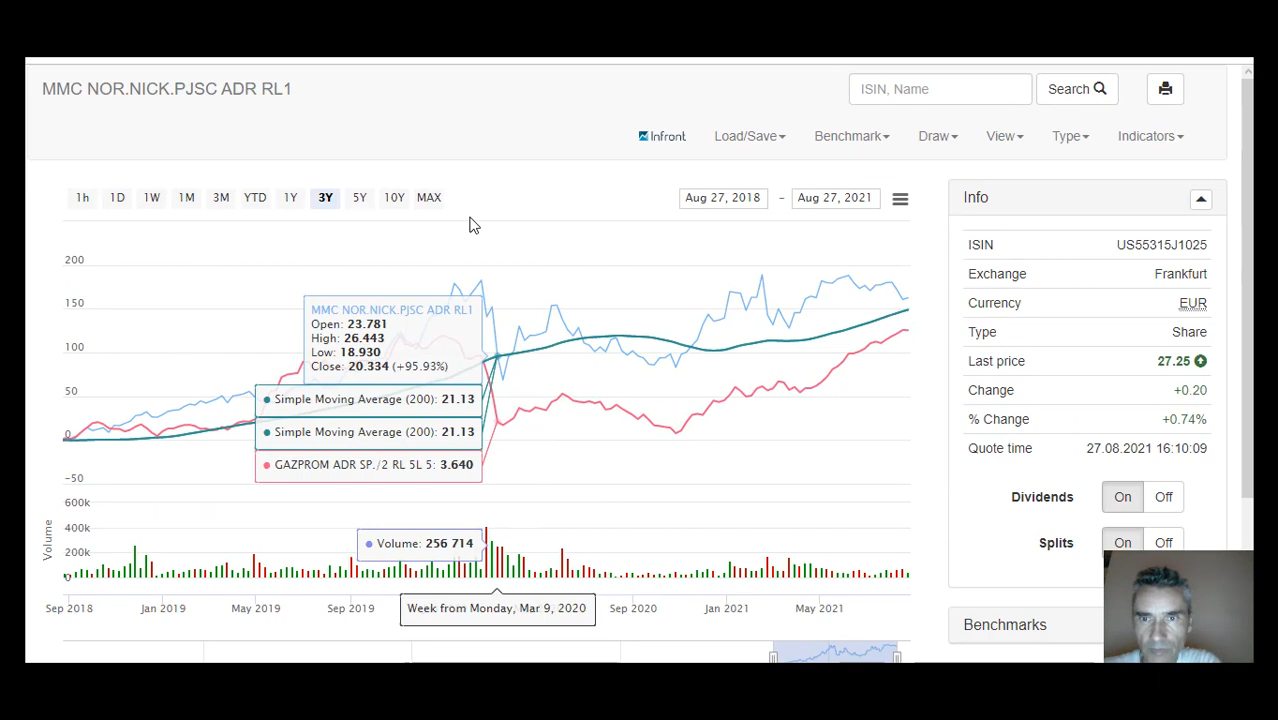 MMC NOR.NICK.PJSC ADR RL1
ISIN, Name
Search
Infront
Load/Save
Benchmark
Draw
View
Type
Indicators
1h 1D 1W 1M 3M YTD 1Y 3Y 5Y 10Y MAX
Aug 27, 2018 - Aug 27, 2021
200
150
100
50
0
-50
MMC NOR.NICK.PJSC ADR RL1
Open: 23.781
High: 26.443
Low: 18.930
Close: 20.334 (+95.93%)
Simple Moving Average (200): 21.13
Simple Moving Average (200): 21.13
GAZPROM ADR SP./2 RL 5L 5: 3.640
Volume
600k
400k
200k
0
Volume: 256 714
Sep 2018 Jan 2019 May 2019 Sep 2019 Sep 2020 Jan 2021 May 2021
Week from Monday, Mar 9, 2020
Info
ISIN US55315J1025
Exchange Frankfurt
Currency EUR
Type Share
Last price 27.25
Change +0.20
% Change +0.74%
Quote time 27.08.2021 16:10:09
Dividends On Off
Splits On Off
Benchmarks